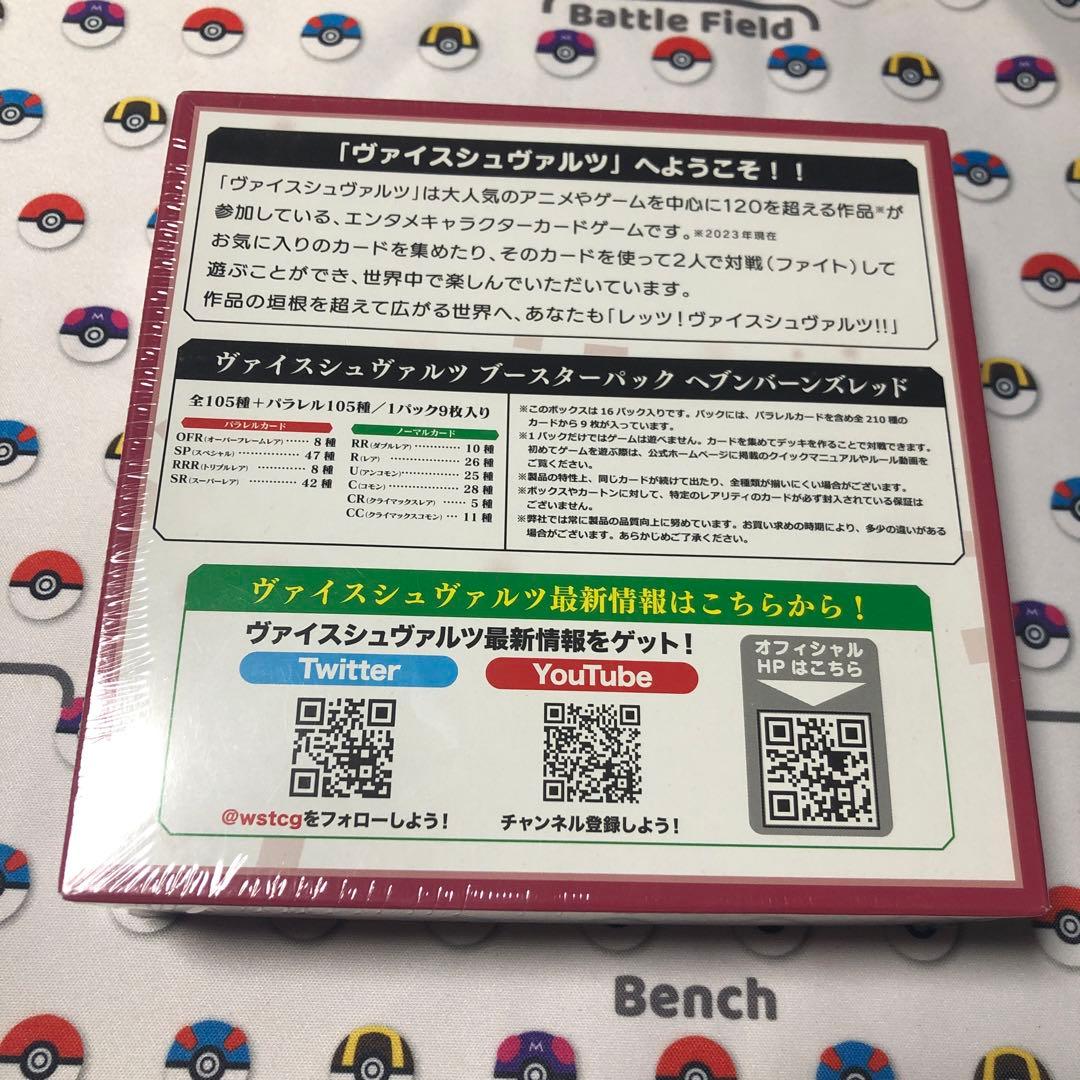 Battle Field
「ヴァイスシュヴァルツ」へようこそ！！
「ヴァイスシュヴァルツ」は大人気のアニメやゲームを中心に120を超える作品※が
参加している、エンタメキャラクターカードゲームです。※2023年現在
お気に入りのカードを集めたり、そのカードを使って2人で対戦（ファイト）して
遊ぶことができ、世界中で楽しんでいただいています。
作品の垣根を超えて広がる世界へ、あなたも「レッツ！ヴァイスシュヴァルツ!!」
ヴァイスシュヴァルツ ブースターパック ヘブンバーンズレッド
全105種＋パラレル105種／1パック9枚入り
パラレルカード
OFR（オーバーフレームレア）……8種
SP（スペシャル）……47種
RRR（トリプルレア）……8種
SR（スーパーレア）……42種
ノーマルカード
RR（ダブルレア）……10種
R（レア）……26種
U（アンコモン）……25種
C（コモン）……28種
CR（クライマックスレア）……5種
CC（クライマックスコモン）…11種
※このボックスは16パック入りです。パックには、パラレルカードを含め全210種の
カードから9枚が入っています。
※1パックだけではゲームは遊べません。カードを集めてデッキを作ることで対戦できます。
初めてゲームを遊ぶ際は、公式ホームページに掲載のクイックマニュアルやルール動画を
ご覧ください。
※製品の特性上、同じカードが続けて出たり、全種類が揃いにくい場合がございます。
※ボックスやカートンに対して、特定のレアリティのカードが必ず封入されている保証は
ございません。
※弊社では常に製品の品質向上に努めています。お買い求めの時期により、多少の違いがある
場合がございます。あらかじめご了承ください。
ヴァイスシュヴァルツ最新情報はこちらから！
ヴァイスシュヴァルツ最新情報をゲット！
Twitter
@wstcgをフォローしよう！
YouTube
チャンネル登録しよう！
オフィシャル
HPはこちら
Bench